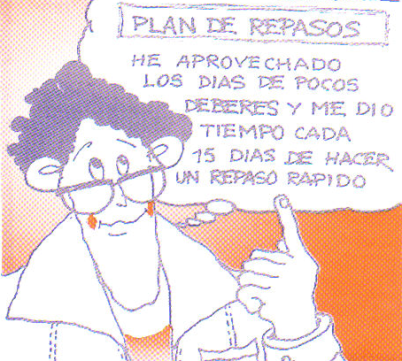 PLAN DE REPASOS
HE APROVECHADO
LOS DIAS DE POCOS
DEBERES Y ME DIO
TIEMPO CADA
15 DIAS DE HACER
UN REPASO RAPIDO